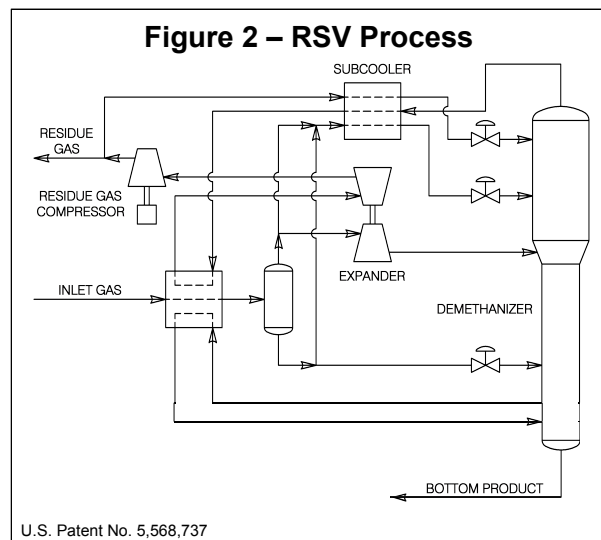 Figure 2 – RSV Process
SUBCOOLER
RESIDUE
GAS
RESIDUE GAS
COMPRESSOR
EXPANDER
INLET GAS
DEMETHANIZER
BOTTOM PRODUCT
U.S. Patent No. 5,568,737